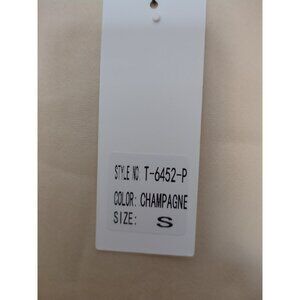 STYLE NO. T-6452-P
COLOR: CHAMPAGNE
SIZE: S